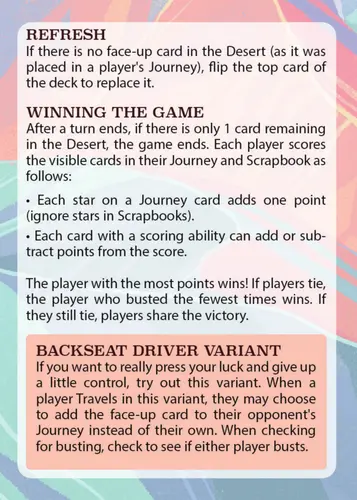 REFRESH
If there is no face-up card in the Desert (as it was
placed in a player's Journey), flip the top card of
the deck to replace it.
WINNING THE GAME
After a turn ends, if there is only 1 card remaining
in the Desert, the game ends. Each player scores
the visible cards in their Journey and Scrapbook as
follows:
• Each star on a Journey card adds one point
(ignore stars in Scrapbooks).
• Each card with a scoring ability can add or sub-
tract points from the score.
The player with the most points wins! If players tie,
the player who busted the fewest times wins. If
they still tie, players share the victory.
BACKSEAT DRIVER VARIANT
If you want to really press your luck and give up
a little control, try out this variant. When a
player Travels in this variant, they may choose
to add the face-up card to their opponent's
Journey instead of their own. When checking
for busting, check to see if either player busts.